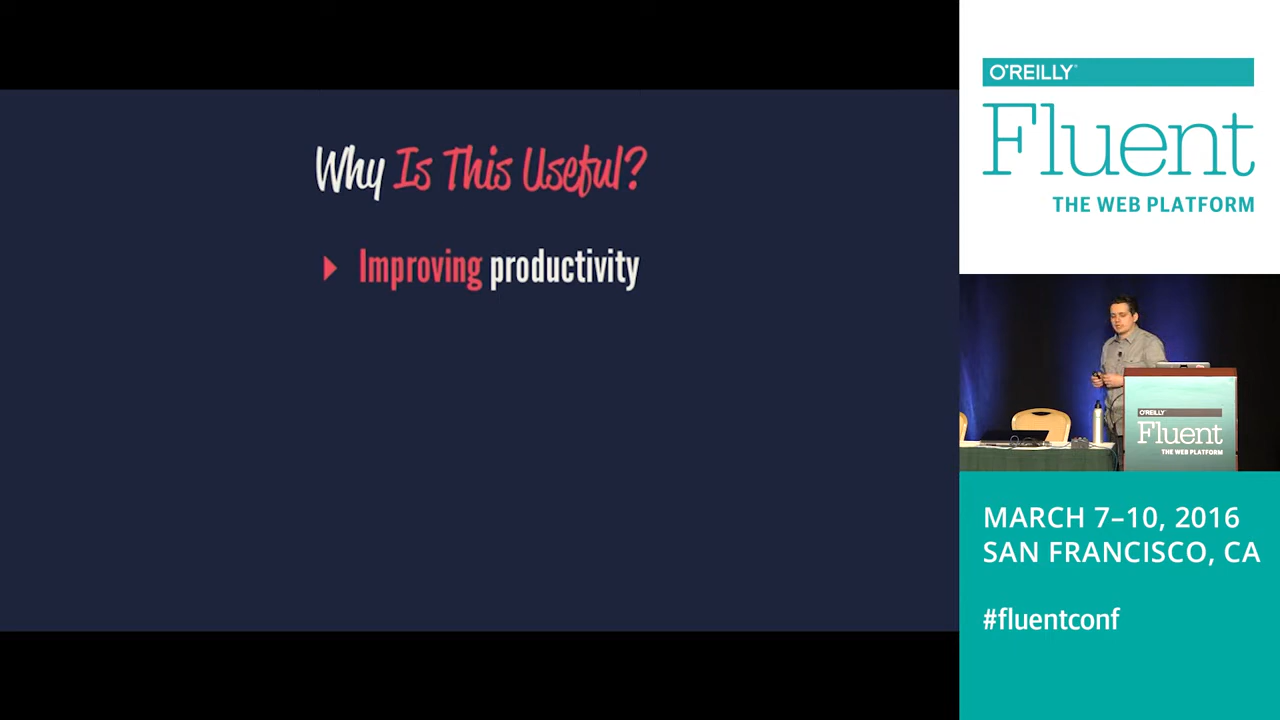 Why Is This Useful?
Improving productivity
O'REILLY®
Fluent
THE WEB PLATFORM
O'REILLY
Fluent
THE WEB PLATFORM
MARCH 7–10, 2016
SAN FRANCISCO, CA
#fluentconf